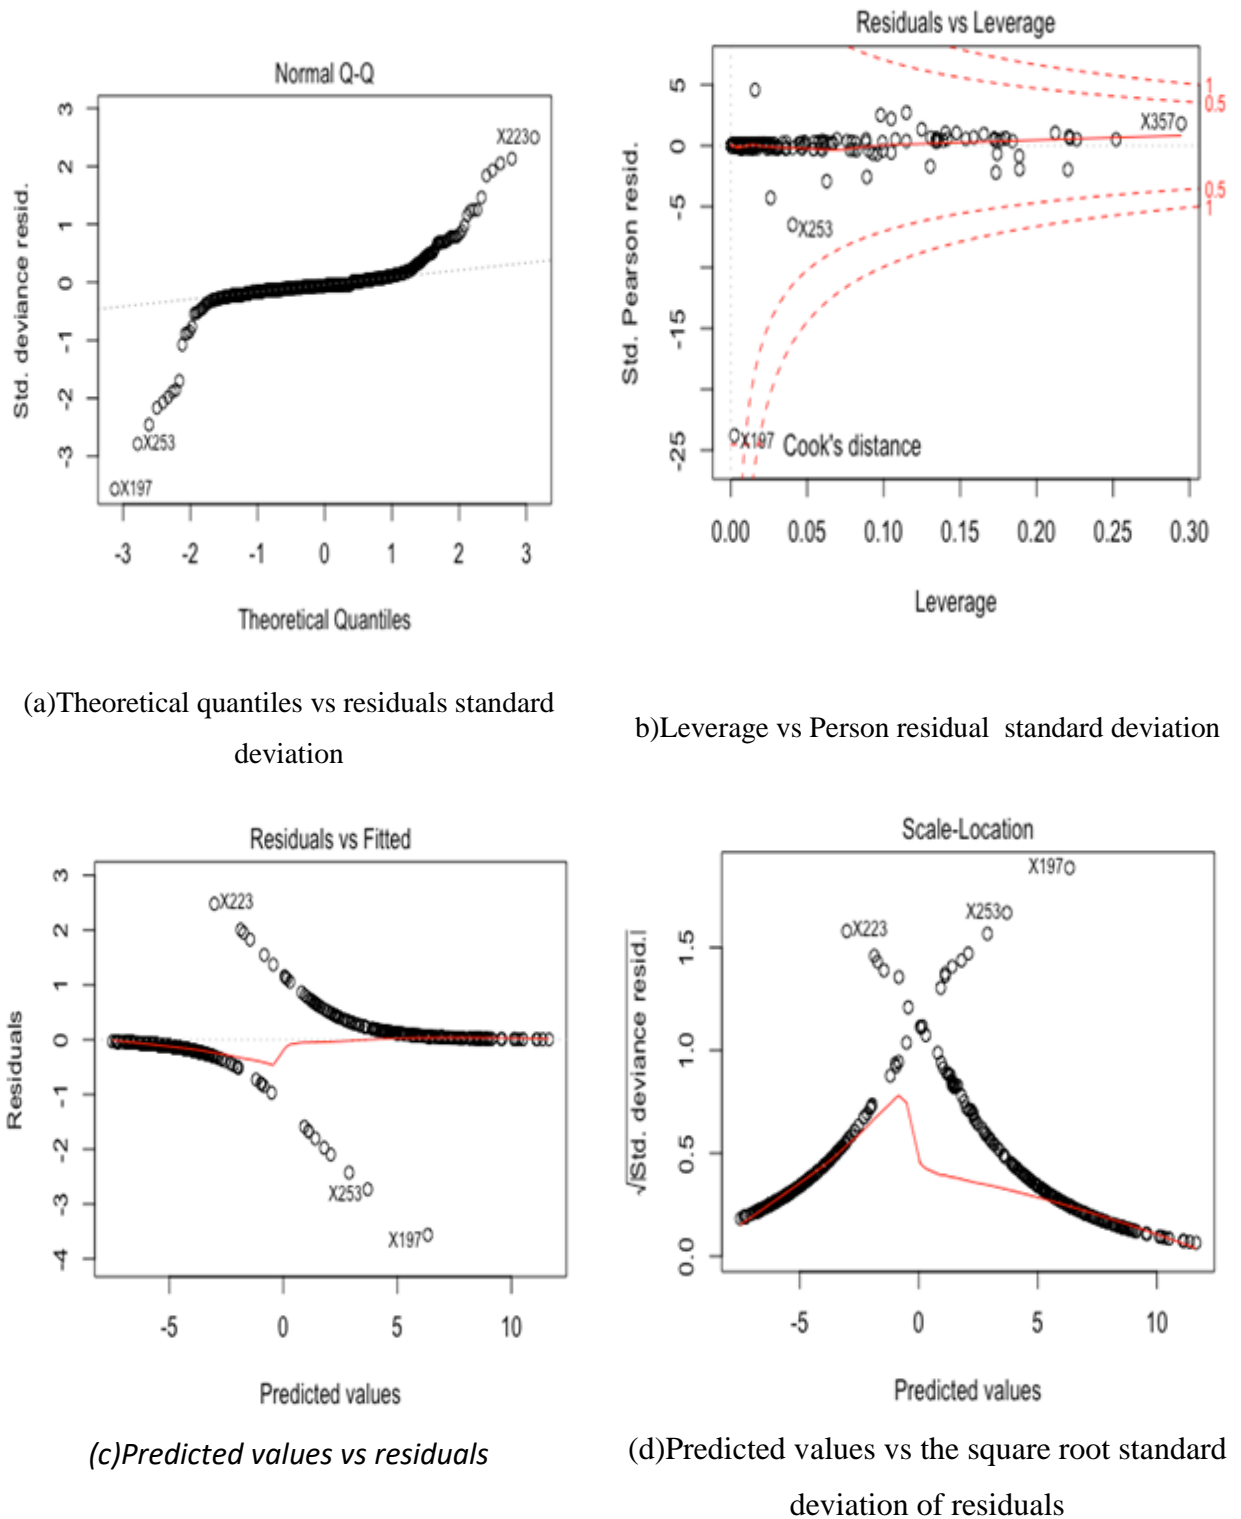 Normal Q-Q
Std. deviance resid.
3
2
1
0
-1
-2
-3
X223
X253
X197
-3 -2 -1 0 1 2 3
Theoretical Quantiles
(a)Theoretical quantiles vs residuals standard
deviation
Residuals vs Leverage
Std. Pearson resid.
5
0
-5
-15
-25
1
0.5
X357
0.5
1
X253
X197
Cook's distance
0.00 0.05 0.10 0.15 0.20 0.25 0.30
Leverage
b)Leverage vs Person residual standard deviation
Residuals vs Fitted
Residuals
3
2
1
0
-1
-2
-3
-4
X223
X253
X197
-5 0 5 10
Predicted values
(c)Predicted values vs residuals
Scale-Location
√|Std. deviance resid.|
1.5
1.0
0.5
0.0
X197
X253
X223
-5 0 5 10
Predicted values
(d)Predicted values vs the square root standard
deviation of residuals